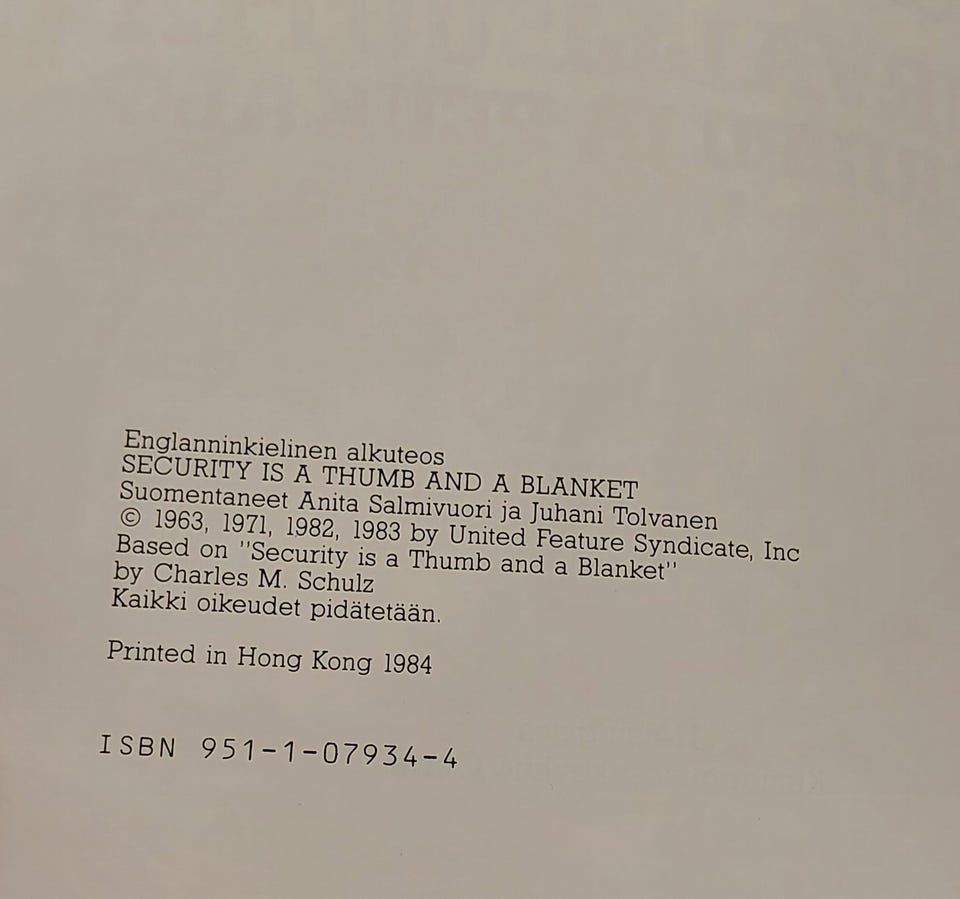 Englanninkielinen alkuteos
SECURITY IS A THUMB AND A BLANKET
Suomentaneet Anita Salmivuori ja Juhani Tolvanen
© 1963, 1971, 1982, 1983 by United Feature Syndicate, Inc
Based on "Security is a Thumb and a Blanket"
by Charles M. Schulz
Kaikki oikeudet pidätetään.
Printed in Hong Kong 1984
ISBN 951-1-07934-4